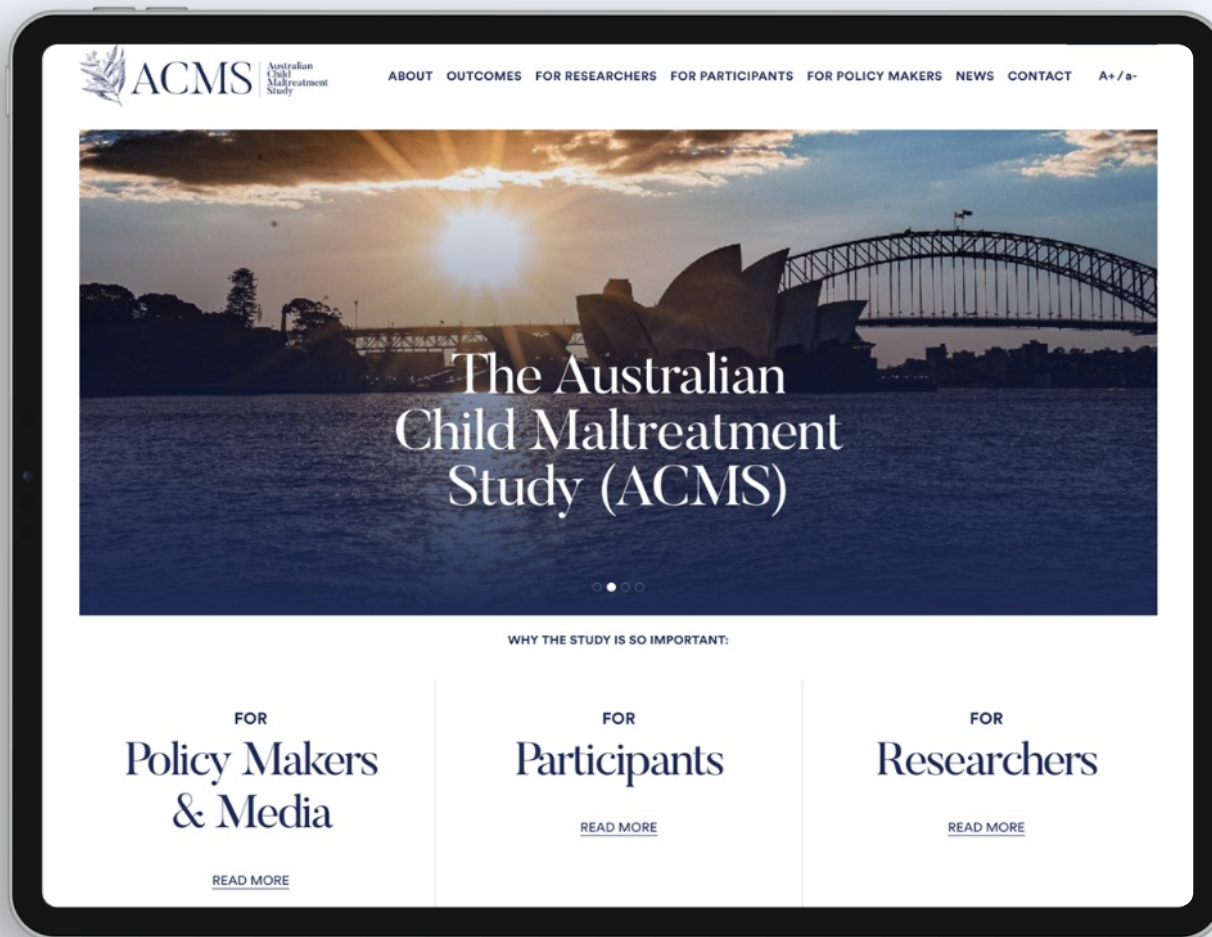 ACMS
Australian
Child
Maltreatment
Study
ABOUT OUTCOMES FOR RESEARCHERS FOR PARTICIPANTS FOR POLICY MAKERS NEWS CONTACT A+/a-
The Australian
Child Maltreatment
Study (ACMS)
WHY THE STUDY IS SO IMPORTANT:
FOR
Policy Makers
& Media
READ MORE
FOR
Participants
READ MORE
FOR
Researchers
READ MORE